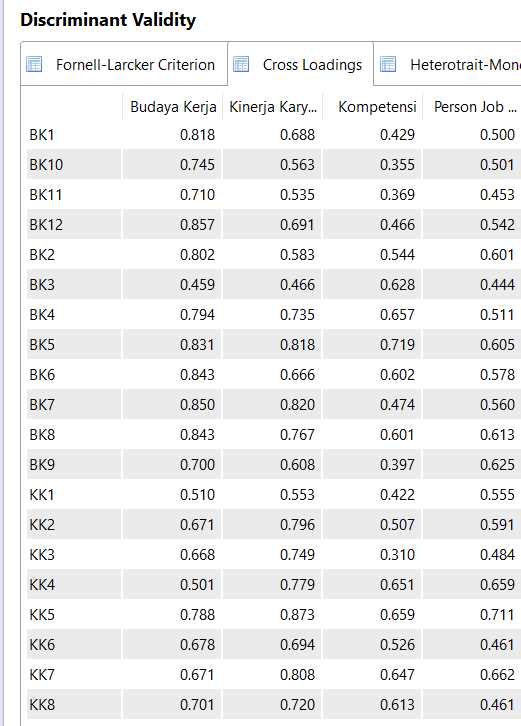 Discriminant Validity
Fornell-Larcker Criterion Cross Loadings Heterotrait-Mono
Budaya Kerja Kinerja Kary... Kompetensi Person Job ...
BK1 0.818 0.688 0.429 0.500
BK10 0.745 0.563 0.355 0.501
BK11 0.710 0.535 0.369 0.453
BK12 0.857 0.691 0.466 0.542
BK2 0.802 0.583 0.544 0.601
BK3 0.459 0.466 0.628 0.444
BK4 0.794 0.735 0.657 0.511
BK5 0.831 0.818 0.719 0.605
BK6 0.843 0.666 0.602 0.578
BK7 0.850 0.820 0.474 0.560
BK8 0.843 0.767 0.601 0.613
BK9 0.700 0.608 0.397 0.625
KK1 0.510 0.553 0.422 0.555
KK2 0.671 0.796 0.507 0.591
KK3 0.668 0.749 0.310 0.484
KK4 0.501 0.779 0.651 0.659
KK5 0.788 0.873 0.659 0.711
KK6 0.678 0.694 0.526 0.461
KK7 0.671 0.808 0.647 0.662
KK8 0.701 0.720 0.613 0.461